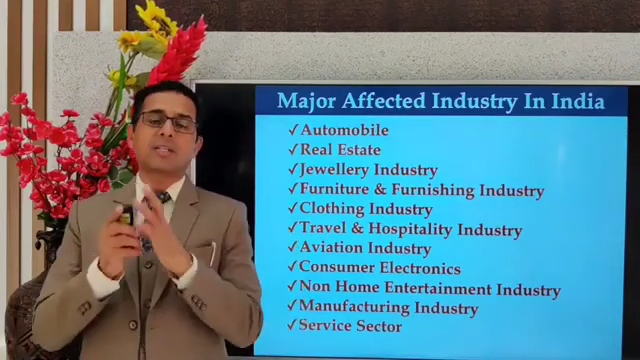 Major Affected Industry In India
✓Automobile
✓Real Estate
✓Jewellery Industry
✓Furniture & Furnishing Industry
✓Clothing Industry
✓Travel & Hospitality Industry
✓Aviation Industry
✓Consumer Electronics
✓Non Home Entertainment Industry
✓Manufacturing Industry
✓Service Sector